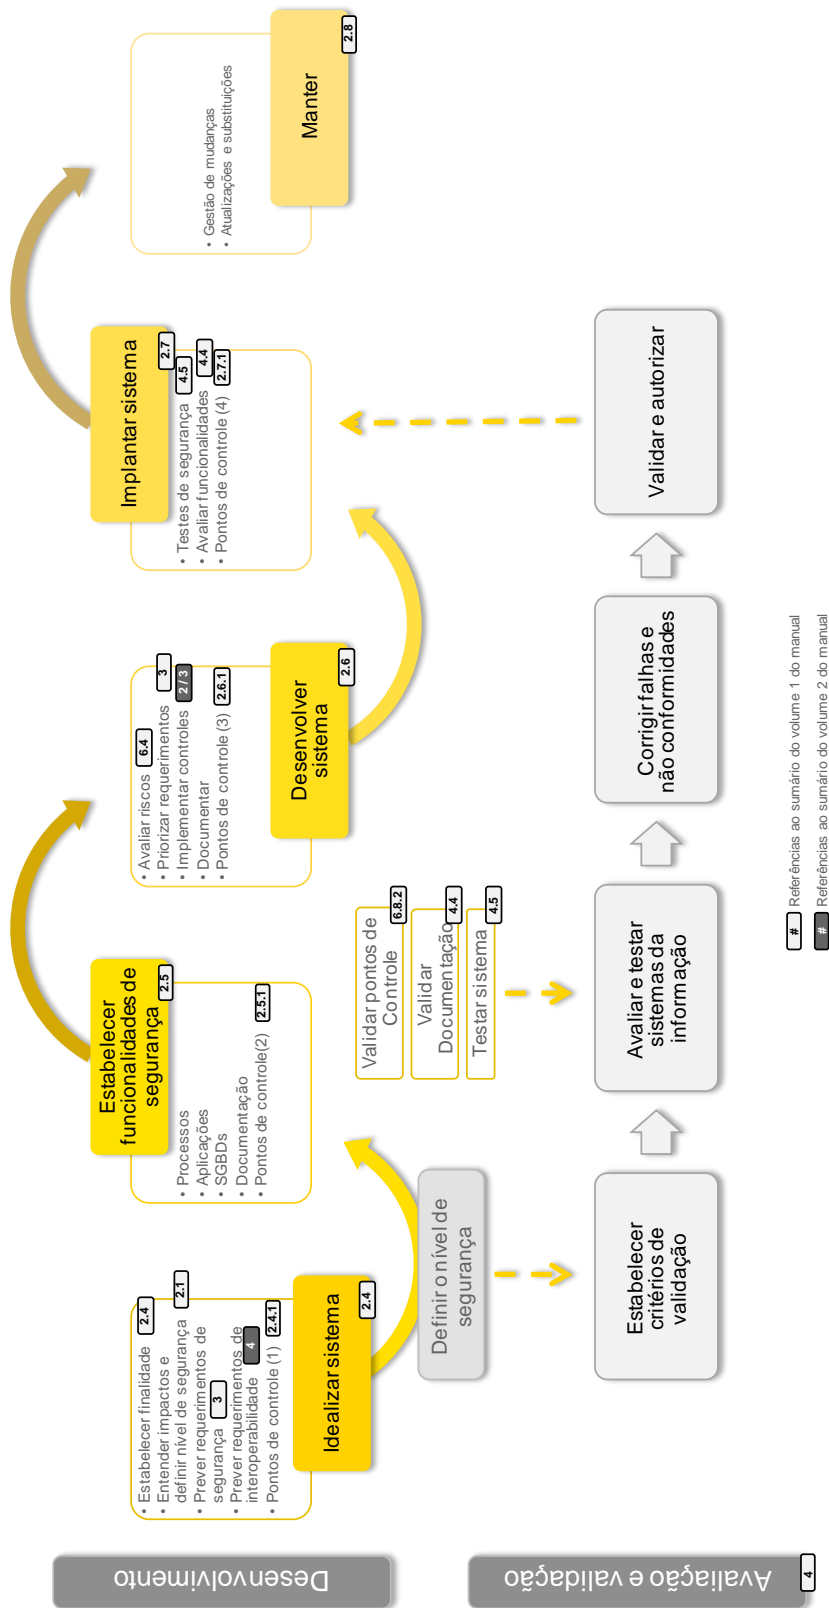 Desenvolvimento
• Estabelecer finalidade 2.4
• Entender impactos e
definir nível de segurança 2.1
• Prever requerimentos de
segurança 3
• Prever requerimentos de
interoperabilidade 4
• Pontos de controle (1) 2.4.1
Idealizar sistema
2.4
Definir o nível de
segurança
Estabelecer
funcionalidades de
segurança
2.5
• Processos
• Aplicações
• SGBDs
• Documentação
• Pontos de controle(2) 2.5.1
• Avaliar riscos 6.4
• Priorizar requerimentos 3
• Implementar controles 2 / 3
• Documentar
• Pontos de controle (3) 2.6.1
Desenvolver
sistema
2.6
Implantar sistema
2.7
• Testes de segurança 4.5
• Avaliar funcionalidades 4.4
• Pontos de controle (4) 2.7.1
• Gestão de mudanças
• Atualizações e substituições
Manter
2.8
Avaliação e validação
4
Validar pontos de
Controle
6.8.2
Validar
Documentação
4.4
Testar sistema
4.5
Estabelecer
critérios de
validação
Avaliar e testar
sistemas da
informação
Corrigir falhas e
não conformidades
Validar e autorizar
# Referências ao sumário do volume 1 do manual
# Referências ao sumário do volume 2 do manual